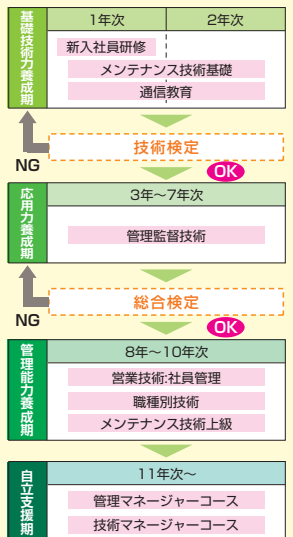 基礎技術力養成期
1年次
2年次
新入社員研修
メンテナンス技術基礎
通信教育
技術検定
NG
OK
応用力養成期
3年〜7年次
管理監督技術
総合検定
NG
OK
管理能力養成期
8年〜10年次
営業技術:社員管理
職種別技術
メンテナンス技術上級
自立支援期
11年次〜
管理マネージャーコース
技術マネージャーコース